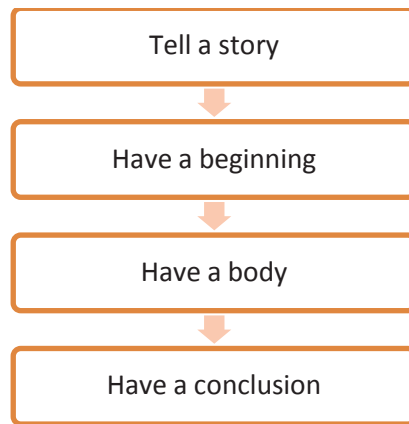 Tell a story
Have a beginning
Have a body
Have a conclusion